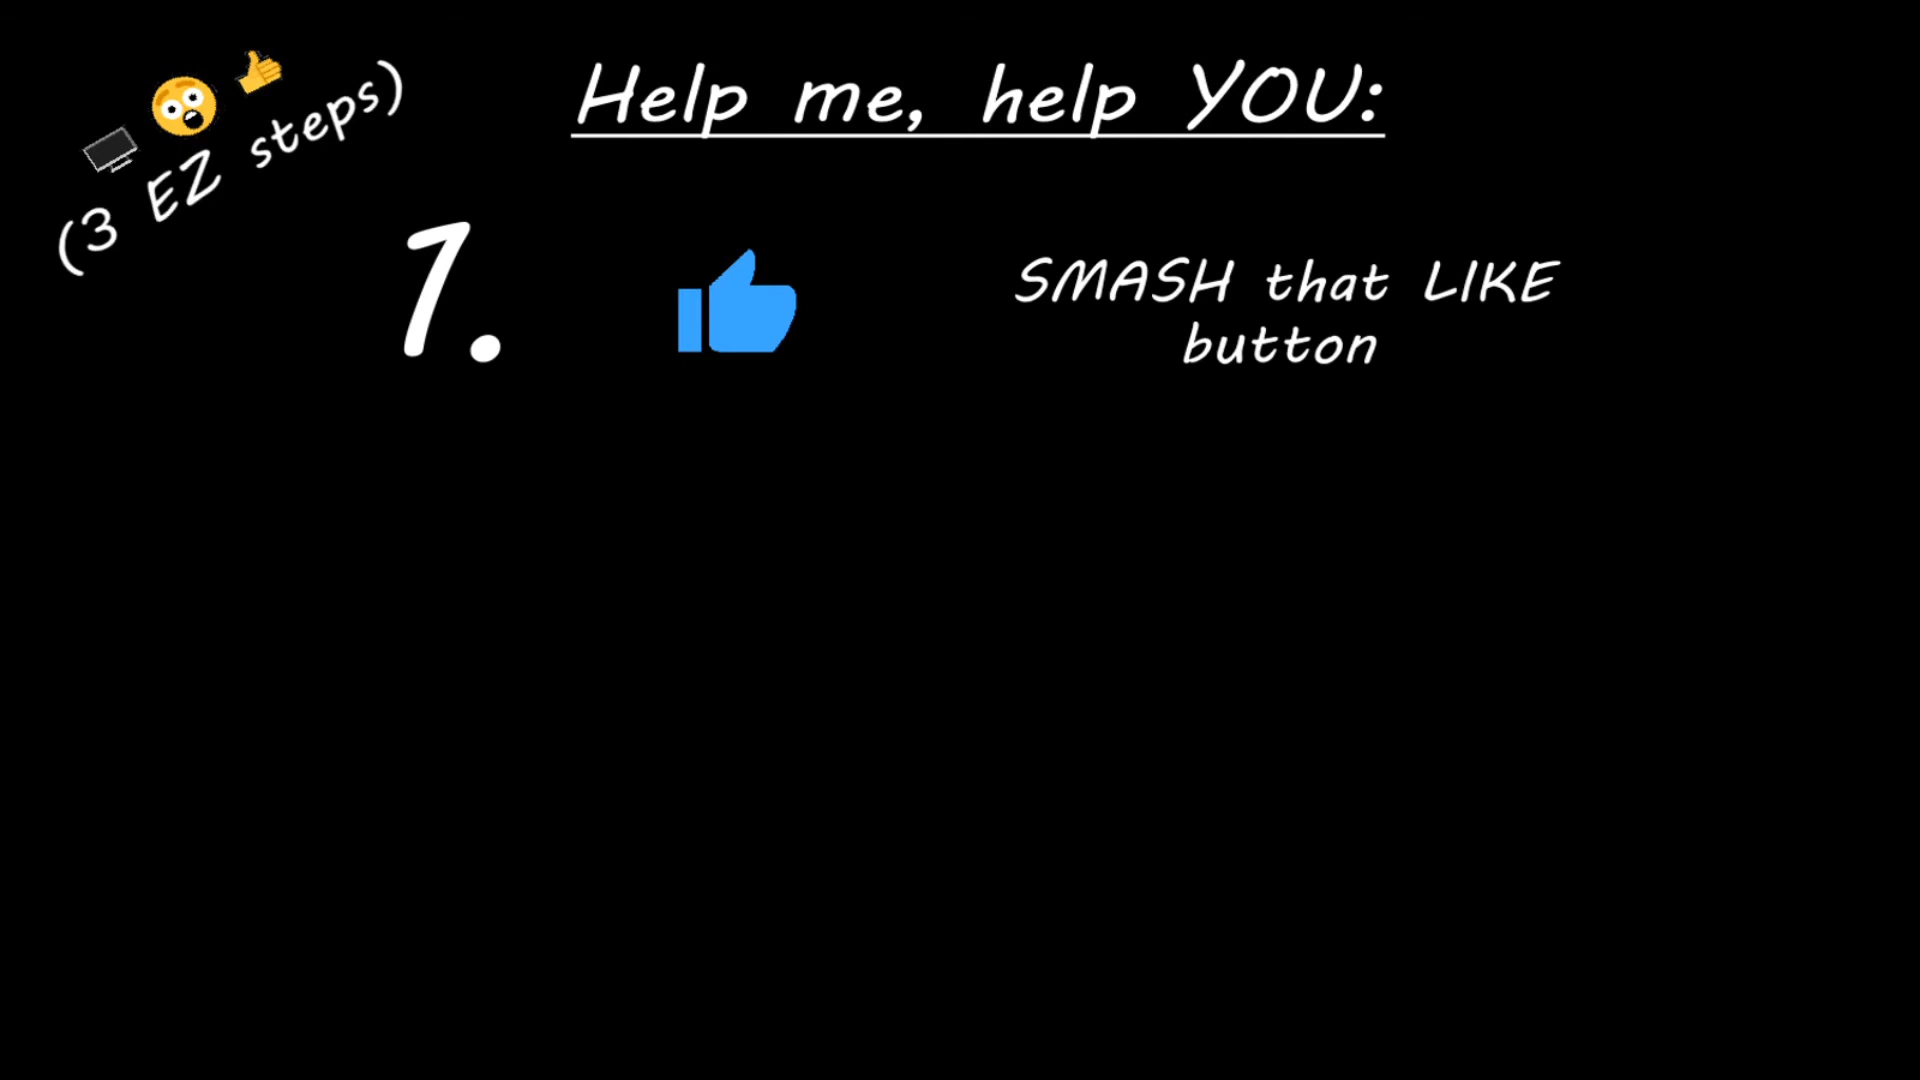 (3 EZ steps)
Help me, help YOU:
1.
SMASH that LIKE
button